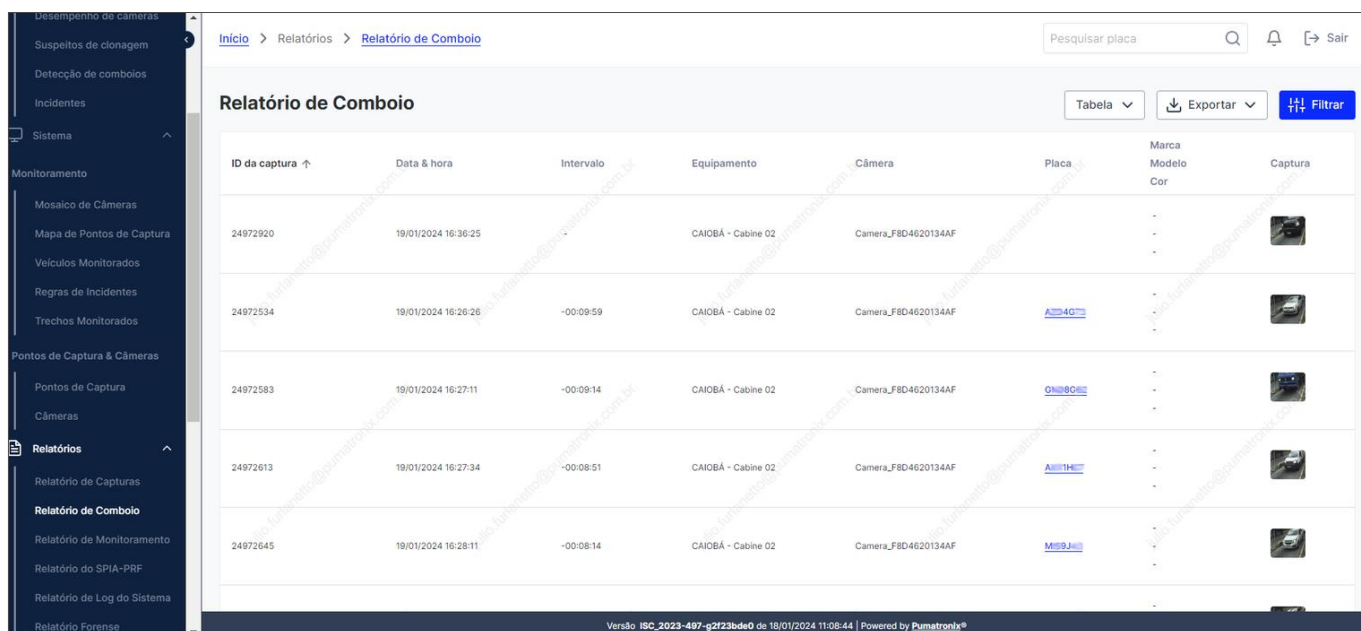 Desempenho de câmeras
Suspeitos de clonagem
Detecção de comboios
Incidentes
Sistema
Monitoramento
Mosaico de Câmeras
Mapa de Pontos de Captura
Veículos Monitorados
Regras de Incidentes
Trechos Monitorados
Pontos de Captura & Câmeras
Pontos de Captura
Câmeras
Relatórios
Relatório de Capturas
Relatório de Comboio
Relatório de Monitoramento
Relatório do SPIA-PRF
Relatório de Log do Sistema
Relatório Forense
Início > Relatórios > Relatório de Comboio
Pesquisar placa
Sair
Relatório de Comboio
Tabela
Exportar
Filtrar
ID da captura Data & hora Intervalo Equipamento Câmera Placa Marca Modelo Cor Captura
24972920 19/01/2024 16:36:25 - CAIOBÁ - Cabine 02 Camera_F8D4620134AF - - -
24972534 19/01/2024 16:26:26 -00:09:59 CAIOBÁ - Cabine 02 Camera_F8D4620134AF - - -
24972583 19/01/2024 16:27:11 -00:09:14 CAIOBÁ - Cabine 02 Camera_F8D4620134AF - - -
24972613 19/01/2024 16:27:34 -00:08:51 CAIOBÁ - Cabine 02 Camera_F8D4620134AF - - -
24972645 19/01/2024 16:28:11 -00:08:14 CAIOBÁ - Cabine 02 Camera_F8D4620134AF - - -
Versão ISC_2023-497-g2f23bde0 de 18/01/2024 11:08:44 | Powered by Pumatronix®
julio.furlanetto@pumatronix.com.br